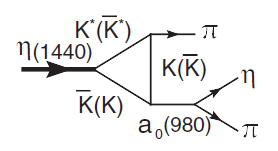 K*(K̅*) π
η(1440)
K(K̅) η
K̅(K)
a₀(980) π